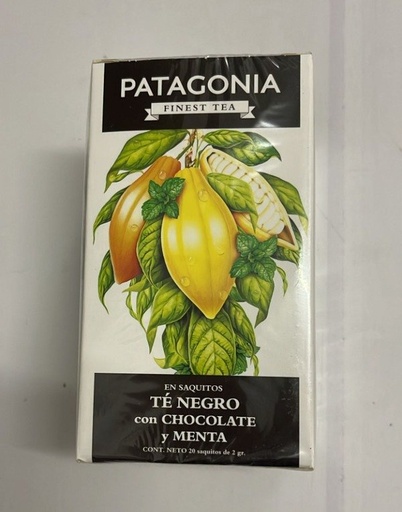 PATAGONIA
FINEST TEA
EN SAQUITOS
TÉ NEGRO
con CHOCOLATE
y MENTA
CONT. NETO 20 saquitos de 2 gr.